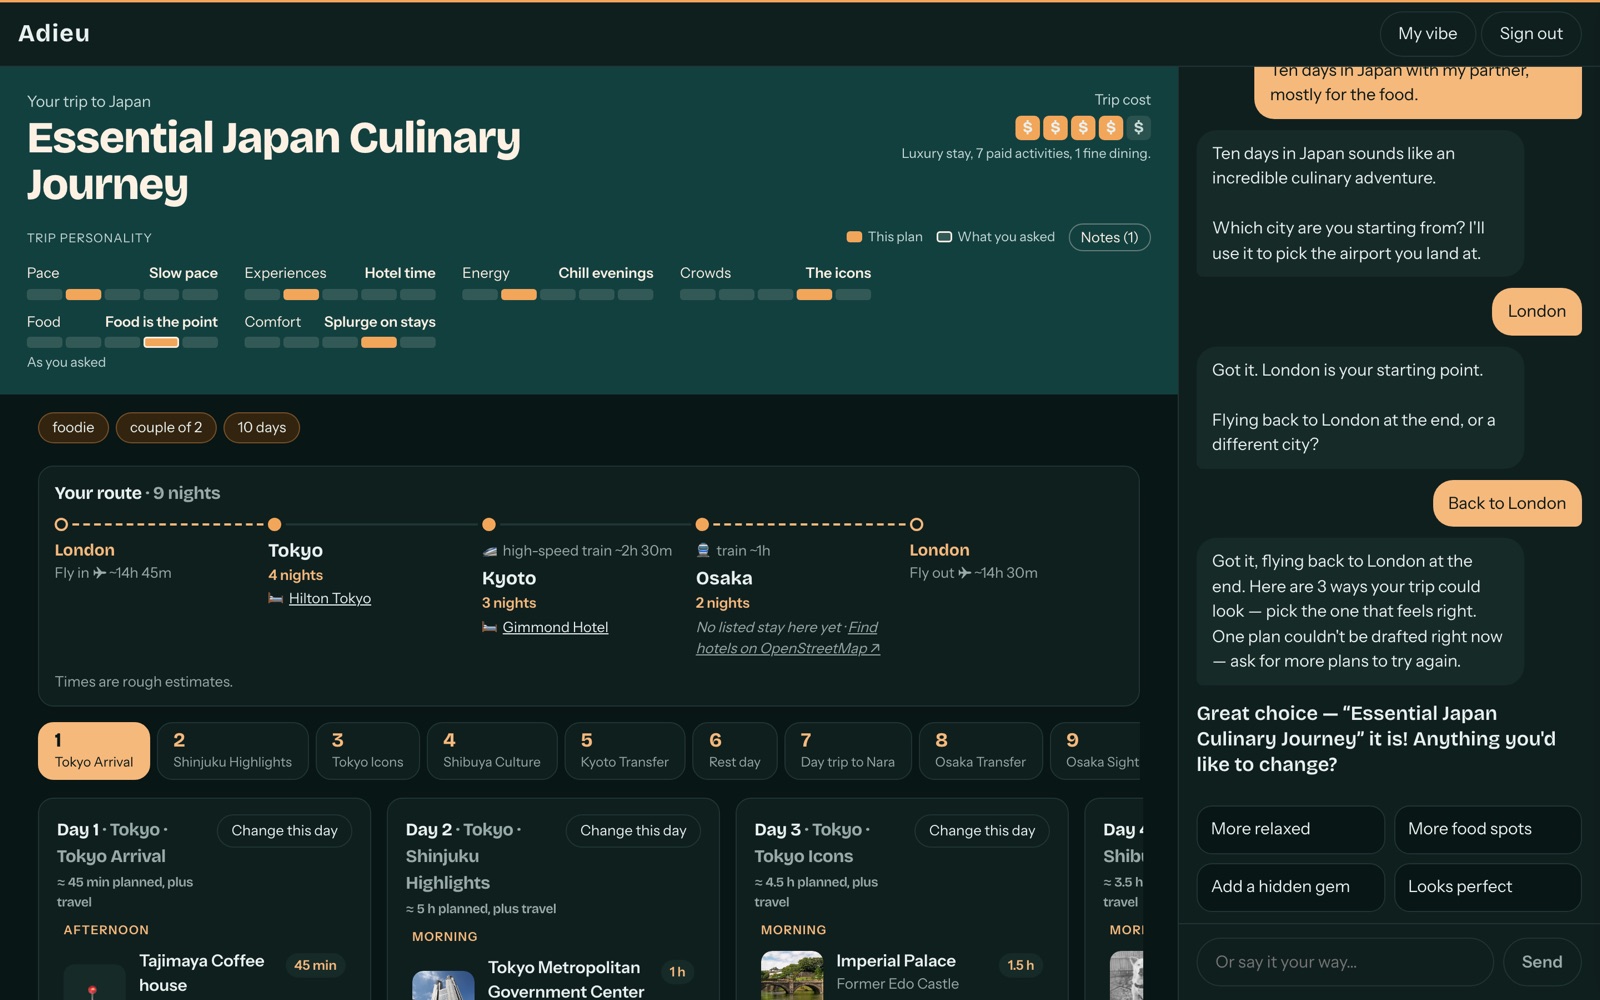 Adieu
My vibe
Sign out
Your trip to Japan
Essential Japan Culinary
Journey
Trip cost
$ $ $ $ $
Luxury stay, 7 paid activities, 1 fine dining.
TRIP PERSONALITY
This plan
What you asked
Notes (1)
Pace
Slow pace
Experiences
Hotel time
Energy
Chill evenings
Crowds
The icons
Food
Food is the point
As you asked
Comfort
Splurge on stays
foodie
couple of 2
10 days
Your route · 9 nights
London
Fly in ✈ ~14h 45m
Tokyo
4 nights
Hilton Tokyo
high-speed train ~2h 30m
Kyoto
3 nights
Gimmond Hotel
train ~1h
Osaka
2 nights
No listed stay here yet · Find
hotels on OpenStreetMap ↗
London
Fly out ✈ ~14h 30m
Times are rough estimates.
1
Tokyo Arrival
2
Shinjuku Highlights
3
Tokyo Icons
4
Shibuya Culture
5
Kyoto Transfer
6
Rest day
7
Day trip to Nara
8
Osaka Transfer
9
Osaka Sight
Day 1 · Tokyo ·
Tokyo Arrival
Change this day
≈ 45 min planned, plus
travel
AFTERNOON
Tajimaya Coffee
house
45 min
Day 2 · Tokyo ·
Shinjuku
Highlights
Change this day
≈ 5 h planned, plus travel
MORNING
Tokyo Metropolitan
Government Center
1 h
Day 3 · Tokyo ·
Tokyo Icons
Change this day
≈ 4.5 h planned, plus
travel
MORNING
Imperial Palace
Former Edo Castle
1.5 h
Day 4
Shibu
≈ 3.5 h
travel
MORN
Ten days in Japan with my partner,
mostly for the food.
Ten days in Japan sounds like an
incredible culinary adventure.
Which city are you starting from? I'll
use it to pick the airport you land at.
London
Got it. London is your starting point.
Flying back to London at the end, or a
different city?
Back to London
Got it, flying back to London at the
end. Here are 3 ways your trip could
look — pick the one that feels right.
One plan couldn't be drafted right now
— ask for more plans to try again.
Great choice — “Essential Japan
Culinary Journey” it is! Anything you'd
like to change?
More relaxed
More food spots
Add a hidden gem
Looks perfect
Or say it your way...
Send